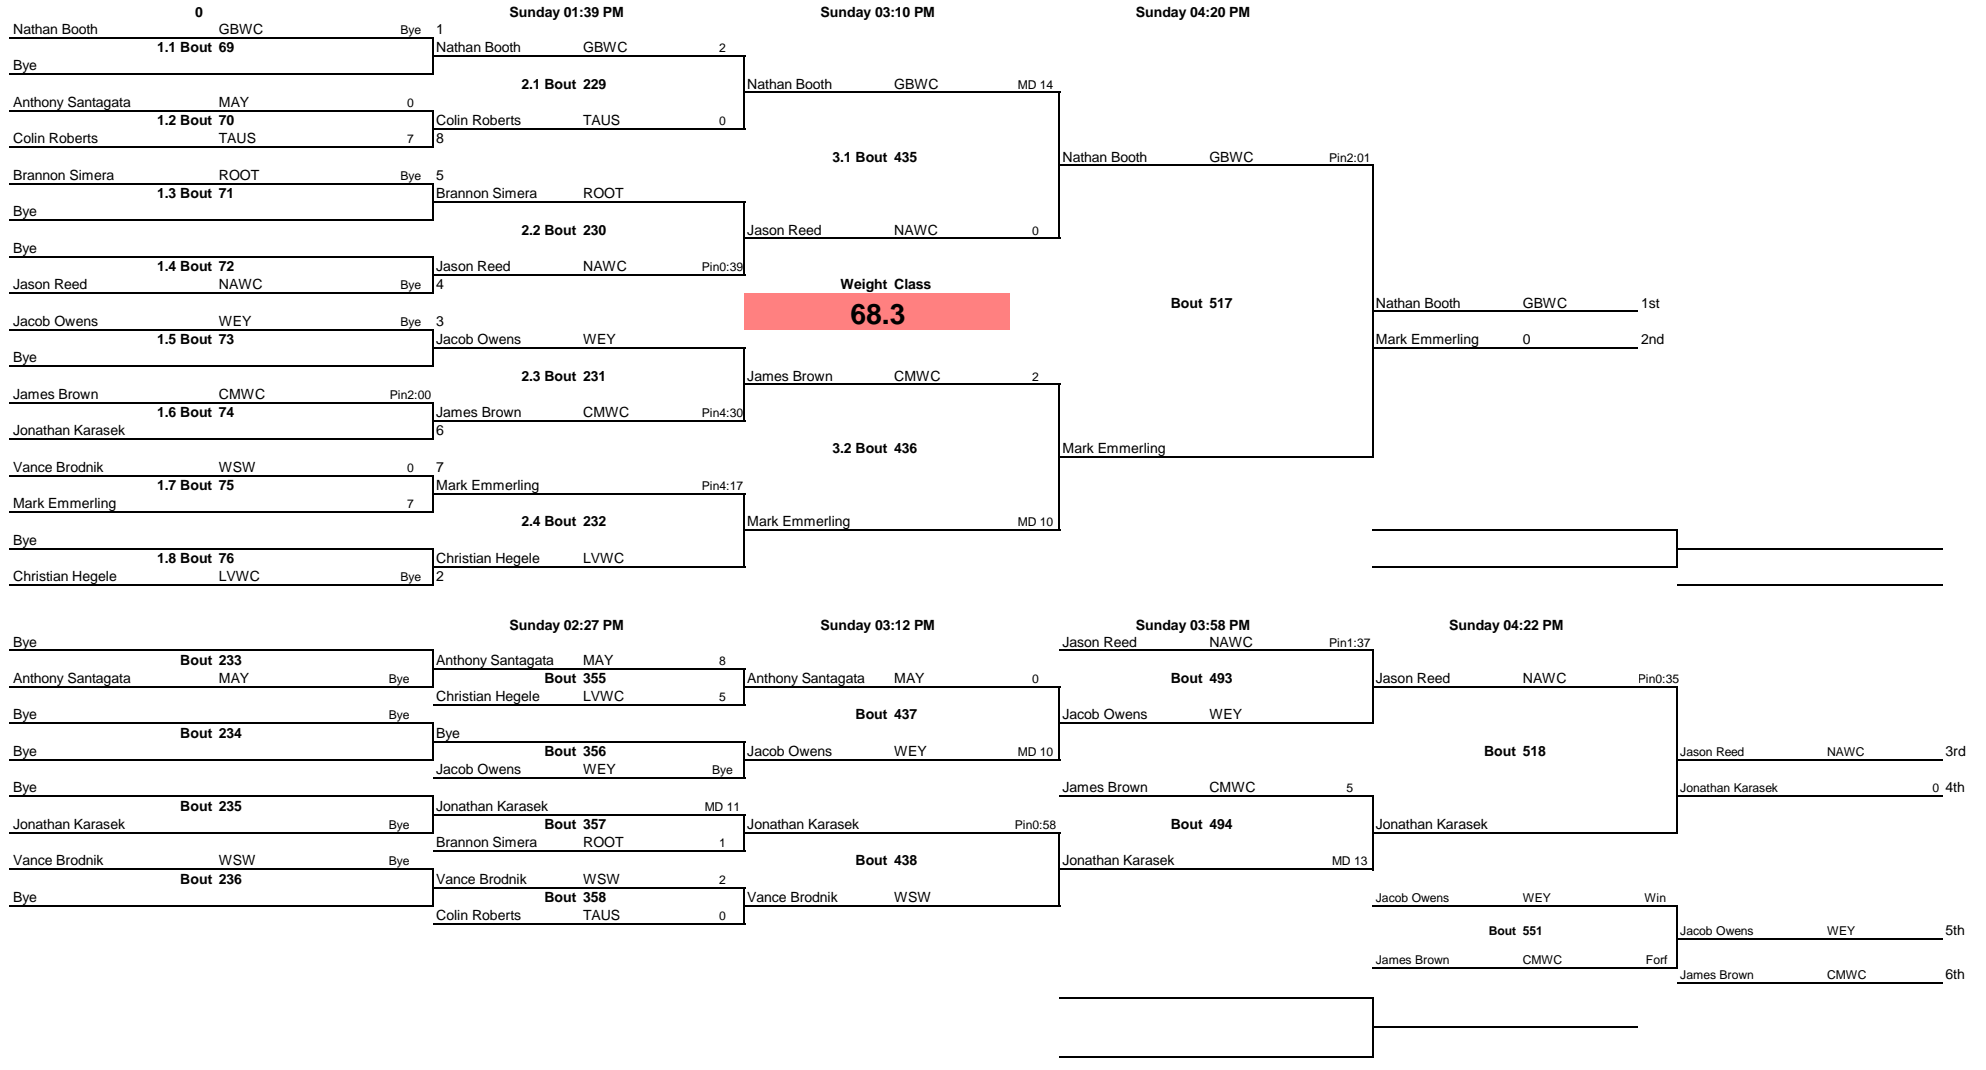 0 Sunday 01:39 PM Sunday 03:10 PM Sunday 04:20 PM
Nathan Booth GBWC Bye 1
1.1 Bout 69 Nathan Booth GBWC 2
Bye
2.1 Bout 229 Nathan Booth GBWC MD 14
Anthony Santagata MAY 0
1.2 Bout 70 Colin Roberts TAUS 0
Colin Roberts TAUS 7 8
3.1 Bout 435 Nathan Booth GBWC Pin2:01
Brannon Simera ROOT Bye 5
1.3 Bout 71 Brannon Simera ROOT
Bye
2.2 Bout 230 Jason Reed NAWC 0
Bye
1.4 Bout 72 Jason Reed NAWC Pin0:39
Jason Reed NAWC Bye 4 Weight Class
68.3 Bout 517 Nathan Booth GBWC 1st
Jacob Owens WEY Bye 3
1.5 Bout 73 Jacob Owens WEY Mark Emmerling 0 2nd
Bye
2.3 Bout 231 James Brown CMWC 2
James Brown CMWC Pin2:00
1.6 Bout 74 James Brown CMWC Pin4:30
Jonathan Karasek 6
3.2 Bout 436 Mark Emmerling
Vance Brodnik WSW 0 7
1.7 Bout 75 Mark Emmerling Pin4:17
Mark Emmerling 7
2.4 Bout 232 Mark Emmerling MD 10
Bye
1.8 Bout 76 Christian Hegele LVWC
Christian Hegele LVWC Bye 2
Sunday 02:27 PM Sunday 03:12 PM Sunday 03:58 PM Sunday 04:22 PM
Bye Jason Reed NAWC Pin1:37
Bout 233 Anthony Santagata MAY 8
Anthony Santagata MAY Bye Bout 355 Anthony Santagata MAY 0 Bout 493 Jason Reed NAWC Pin0:35
Christian Hegele LVWC 5
Bye Bye Bout 437 Jacob Owens WEY
Bout 234 Bye
Bye Bout 356 Jacob Owens WEY MD 10 Bout 518 Jason Reed NAWC 3rd
Jacob Owens WEY Bye
Bye James Brown CMWC 5 Jonathan Karasek 0 4th
Bout 235 Jonathan Karasek MD 11
Jonathan Karasek Bye Bout 357 Jonathan Karasek Pin0:58 Bout 494 Jonathan Karasek
Brannon Simera ROOT 1
Vance Brodnik WSW Bye Bout 438 Jonathan Karasek MD 13
Bout 236 Vance Brodnik WSW 2
Bye Bout 358 Vance Brodnik WSW Jacob Owens WEY Win
Colin Roberts TAUS 0
Bout 551 Jacob Owens WEY 5th
James Brown CMWC Forf
James Brown CMWC 6th